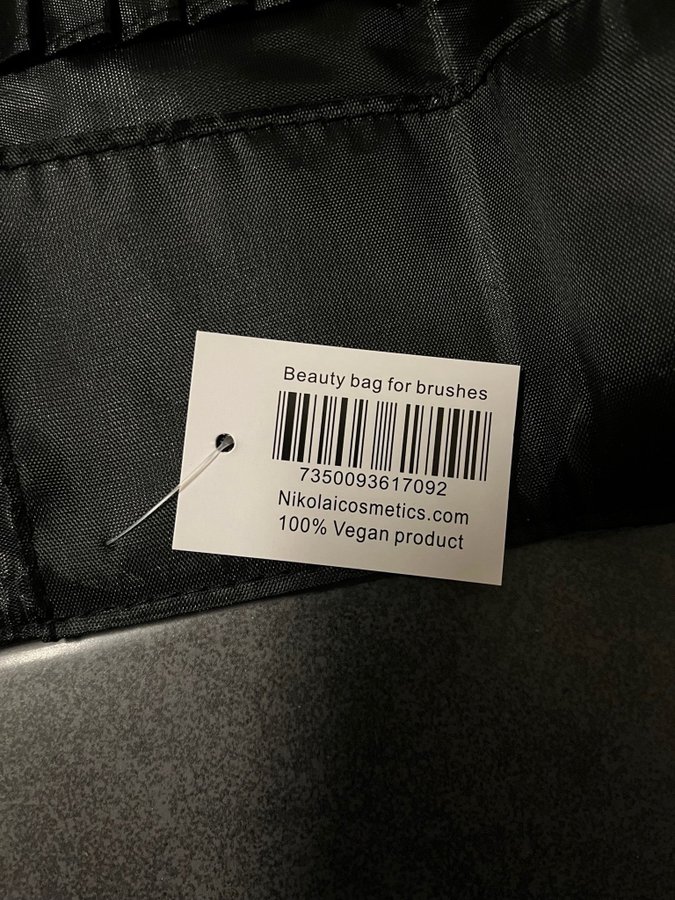 Beauty bag for brushes
7350093617092
Nikolaicosmetics.com
100% Vegan product